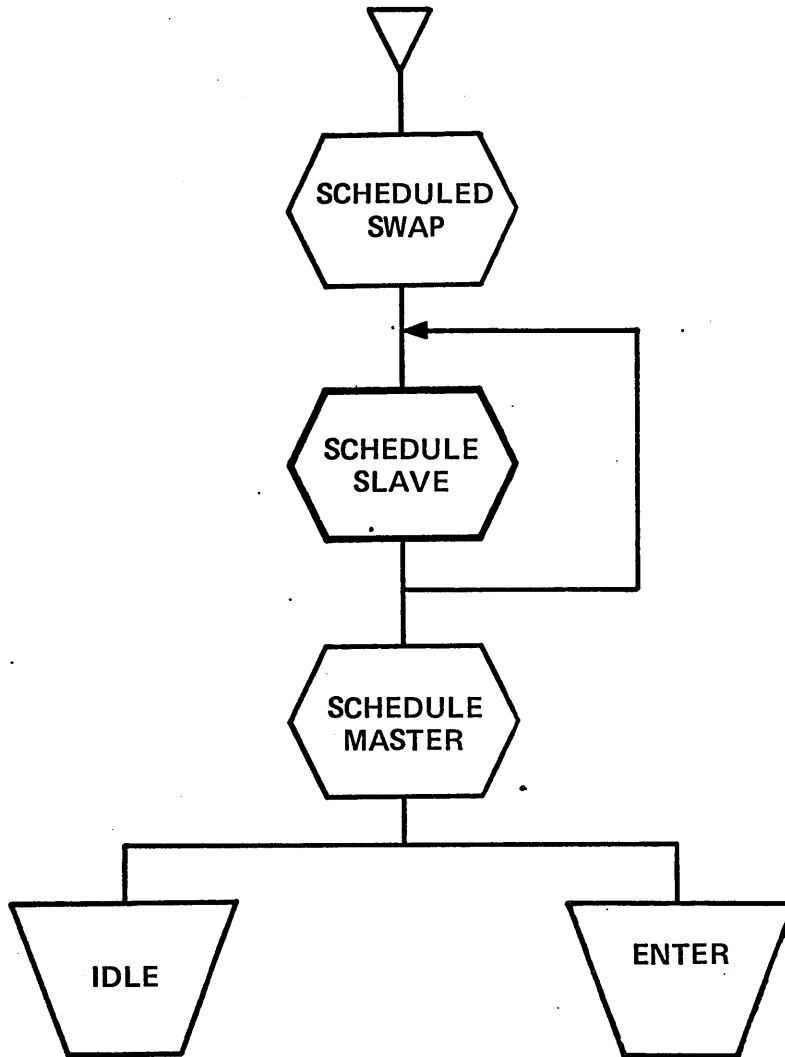 SCHEDULED
SWAP
SCHEDULE
SLAVE
SCHEDULE
MASTER
IDLE
ENTER